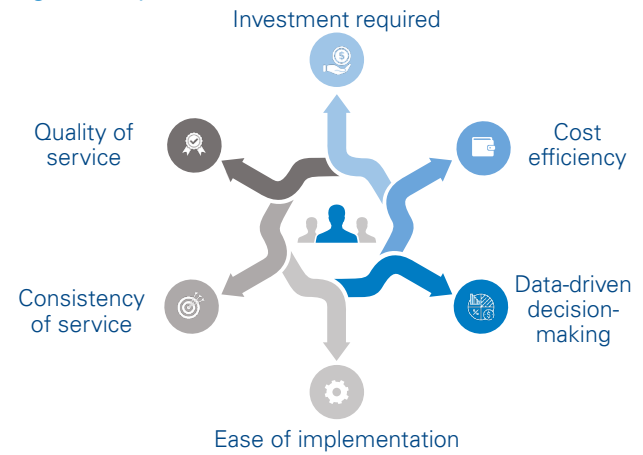 Investment required
Quality of
service
Cost
efficiency
Consistency
of service
Data-driven
decision-
making
Ease of implementation